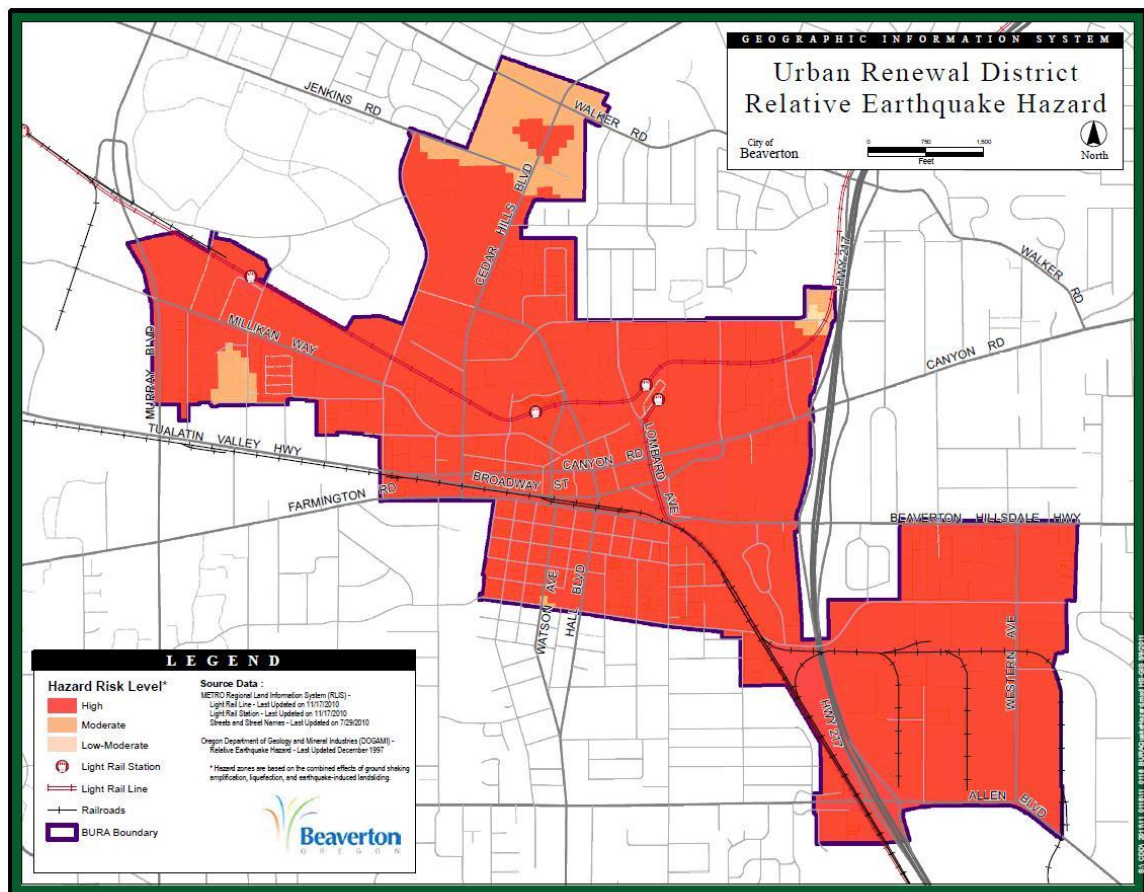 GEOGRAPHIC INFORMATION SYSTEM
Urban Renewal District
Relative Earthquake Hazard
City of
Beaverton
0 750 1,500
Feet
North
JENKINS RD
WALKER RD
CEDAR HILLS BLVD
HWY 217
WALKER RD
MURRAY BLVD
MILLIKAN WAY
CANYON RD
TUALATIN VALLEY HWY
LOMBARD AVE
CANYON RD
BROADWAY ST
FARMINGTON RD
BEAVERTON HILLSDALE HWY
WATSON AVE
HALL BLVD
WESTERN AVE
HWY 217
ALLEN BLVD
LEGEND
Hazard Risk Level*
High
Moderate
Low-Moderate
Light Rail Station
Light Rail Line
Railroads
BURA Boundary
Source Data :
METRO Regional Land Information System (RLIS) -
Light Rail Line - Last Updated on 11/17/2010
Light Rail Station - Last Updated on 11/17/2010
Streets and Street Names - Last Updated on 7/29/2010
Oregon Department of Geology and Mineral Industries (DOGAMI) -
Relative Earthquake Hazard - Last Updated December 1997
* Hazard zones are based on the combined effects of ground shaking
amplification, liquefaction, and earthquake-induced landsliding.
Beaverton
OREGON